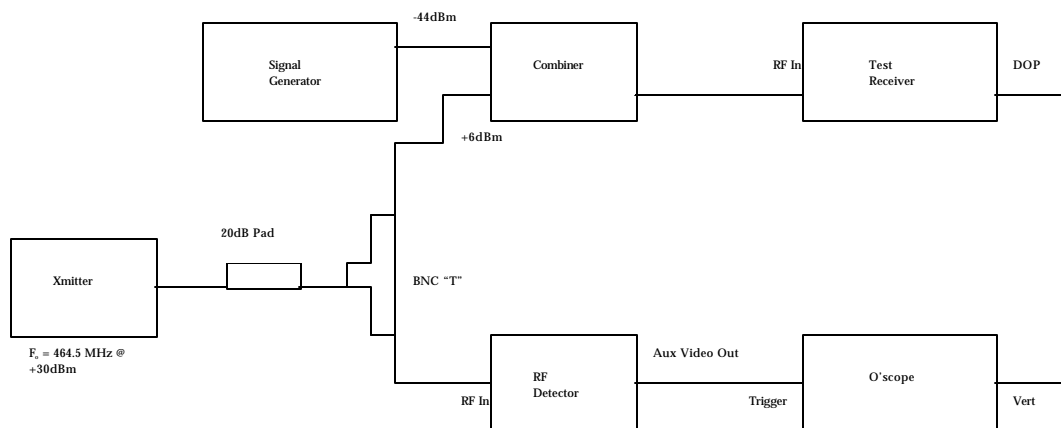 -44dBm
Signal
Generator
Combiner
RF In
Test
Receiver
DOP
+6dBm
20dB Pad
Xmitter
BNC “T”
Fₒ = 464.5 MHz @
+30dBm
RF In
RF
Detector
Aux Video Out
Trigger
O’scope
Vert